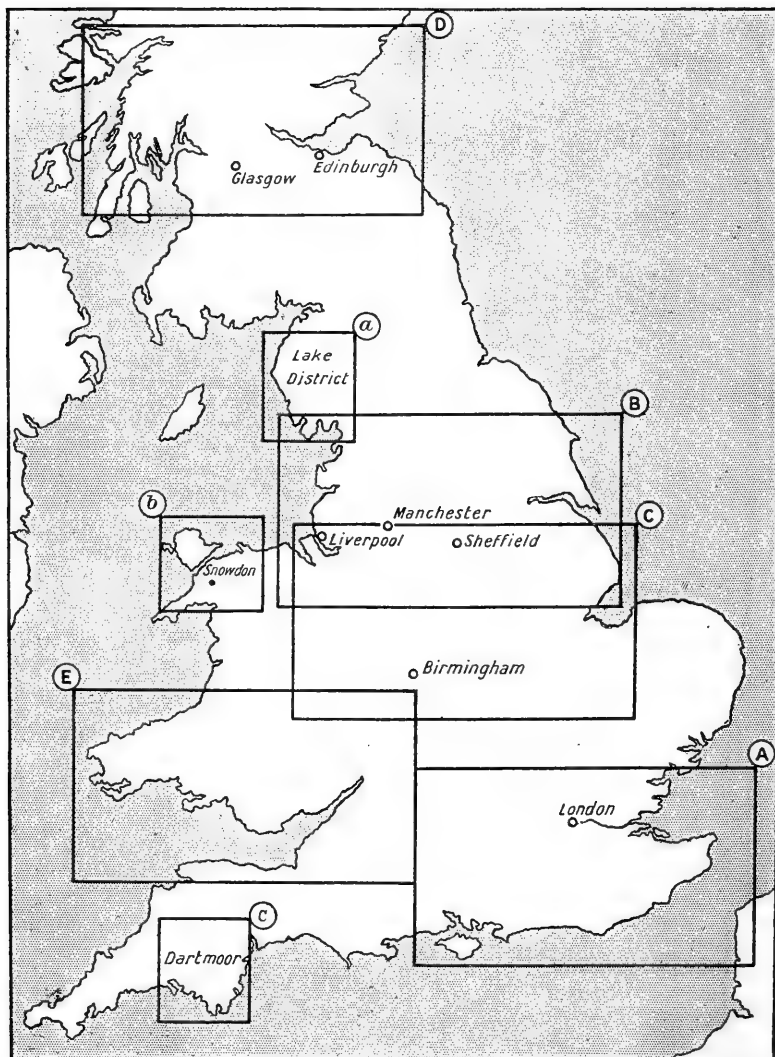 D
Edinburgh
Glasgow
a
Lake
District
B
b
Manchester
C
Liverpool
Sheffield
Snowdon
Birmingham
E
A
London
C
Dartmoor